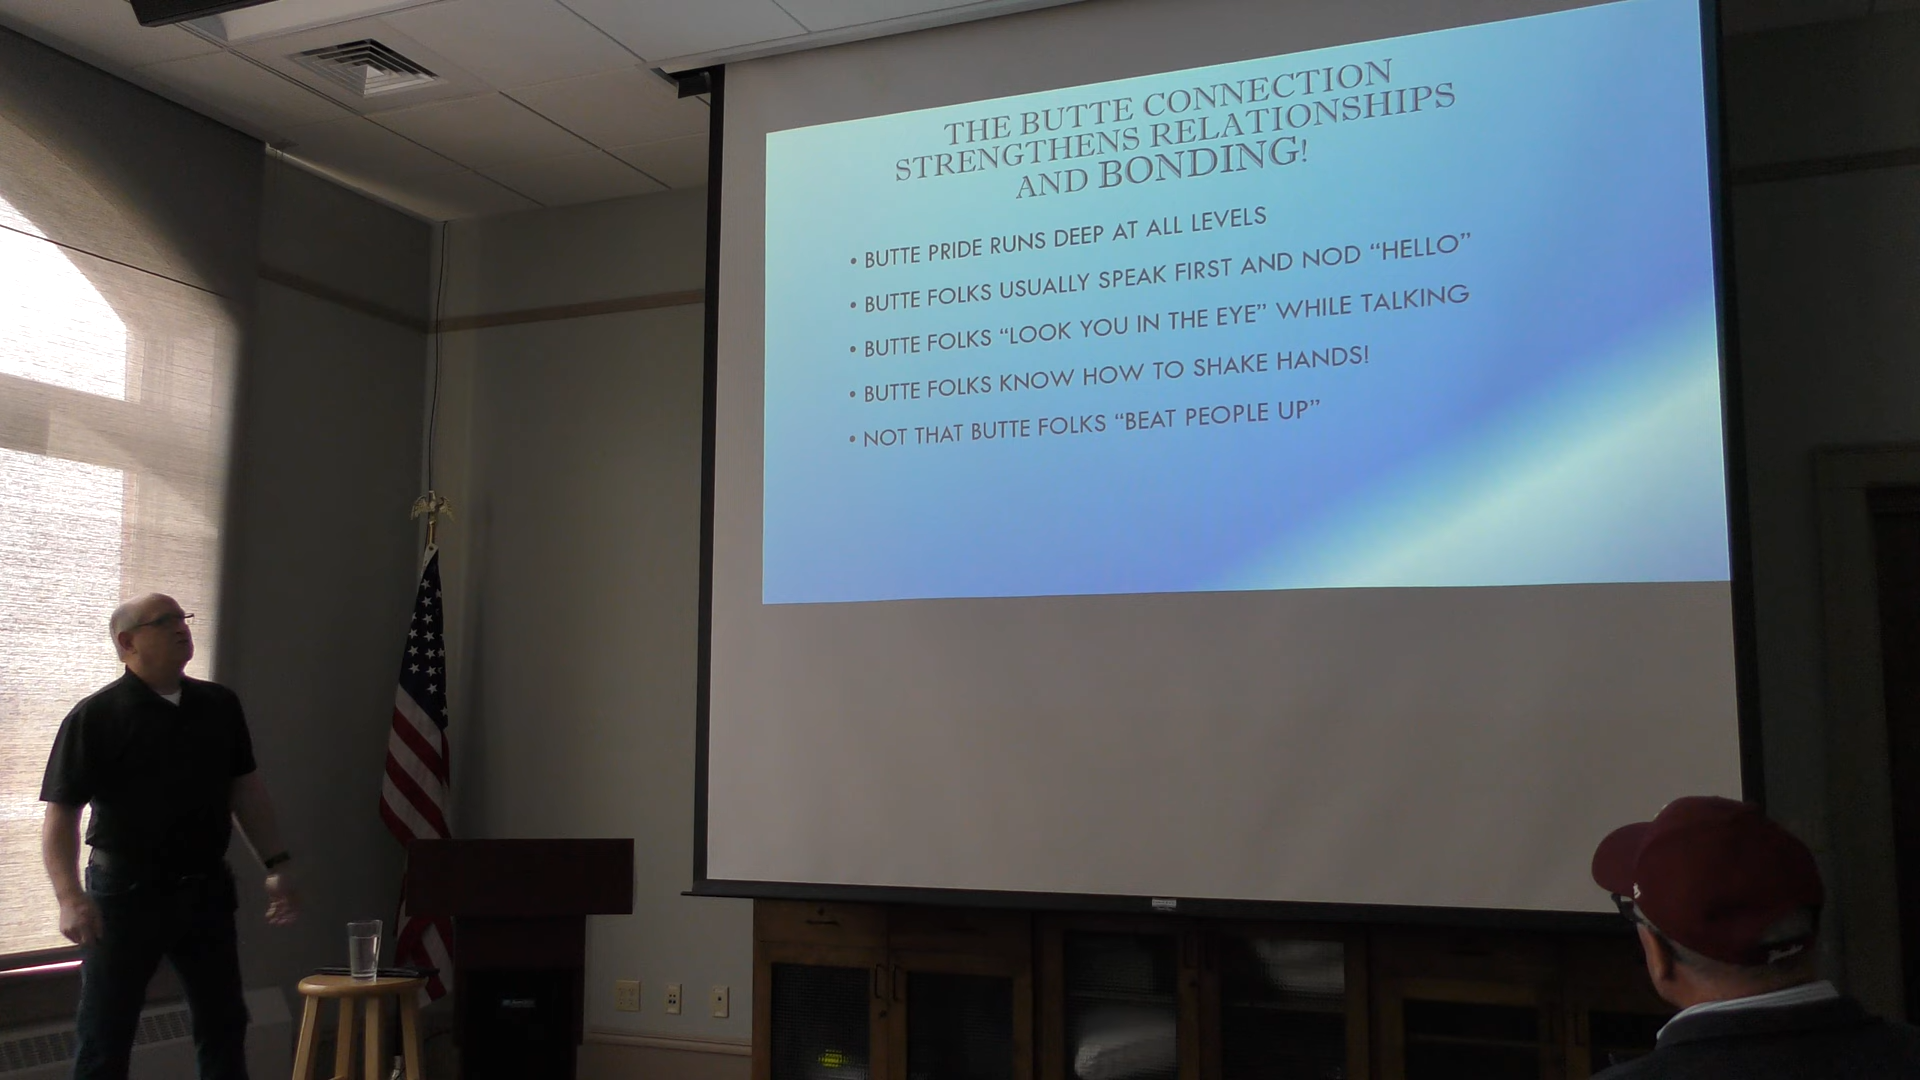 THE BUTTE CONNECTION
STRENGTHENS RELATIONSHIPS
AND BONDING!
• BUTTE PRIDE RUNS DEEP AT ALL LEVELS
• BUTTE FOLKS USUALLY SPEAK FIRST AND NOD “HELLO”
• BUTTE FOLKS “LOOK YOU IN THE EYE” WHILE TALKING
• BUTTE FOLKS KNOW HOW TO SHAKE HANDS!
• NOT THAT BUTTE FOLKS “BEAT PEOPLE UP”